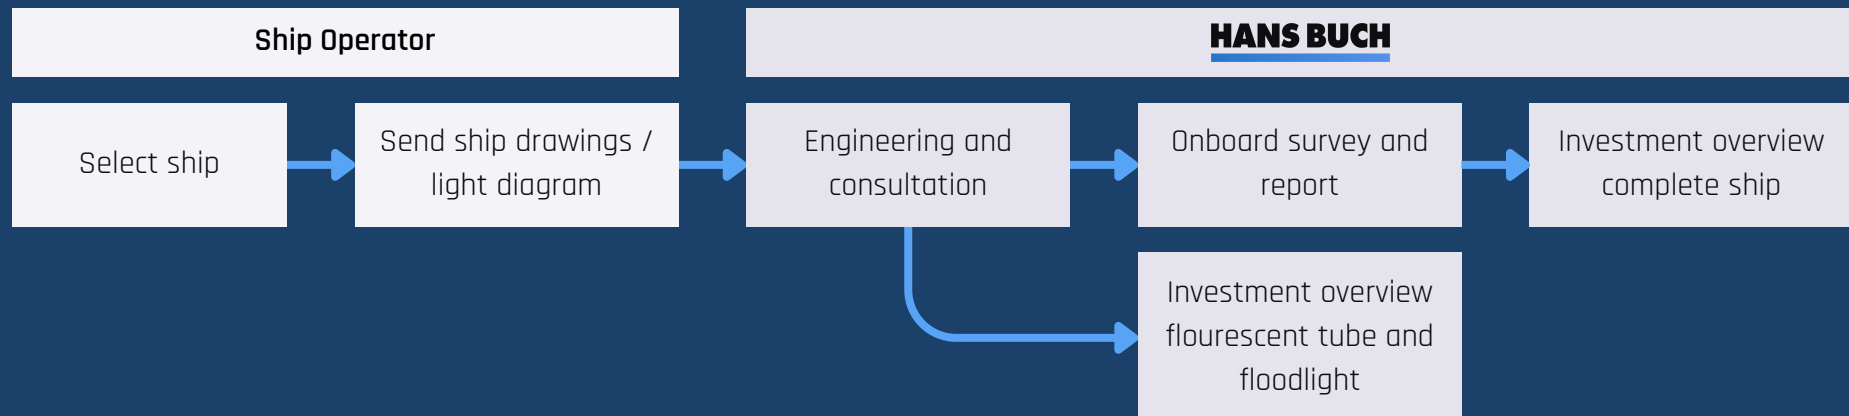 Ship Operator
HANS BUCH
Select ship
Send ship drawings /
light diagram
Engineering and
consultation
Onboard survey and
report
Investment overview
complete ship
Investment overview
flourescent tube and
floodlight